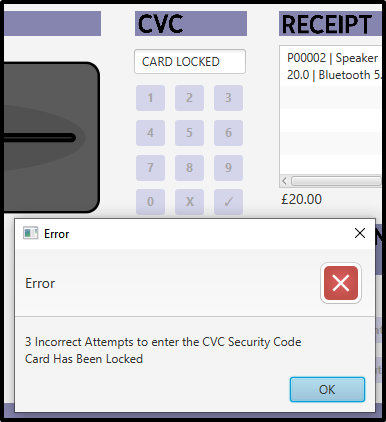 CVC
RECEIPT
CARD LOCKED
P00002 | Speaker
20.0 | Bluetooth 5.
1 2 3
4 5 6
7 8 9
0 X ✓
£20.00
Error
Error
3 Incorrect Attempts to enter the CVC Security Code
Card Has Been Locked
OK